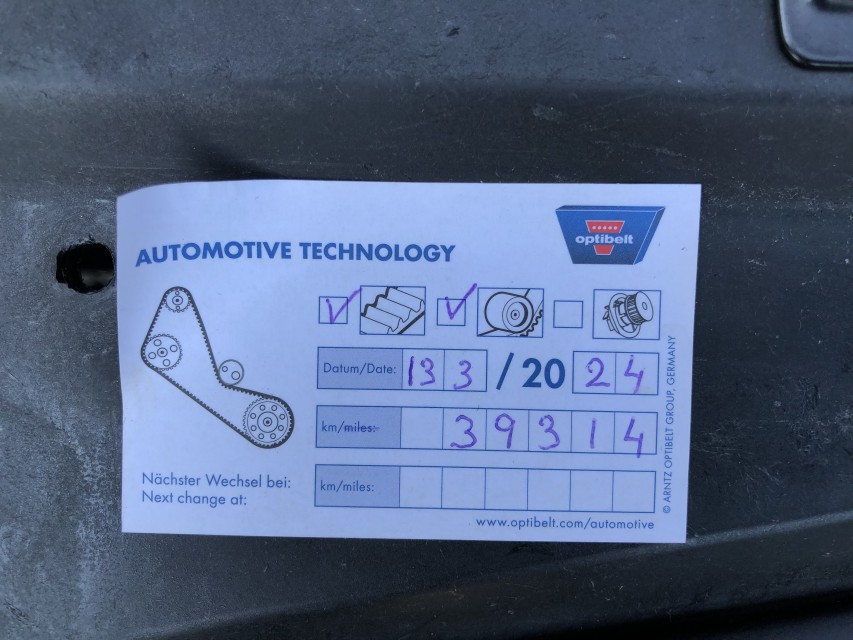 optibelt
AUTOMOTIVE TECHNOLOGY
Datum/Date: 13 3 /20 24
km/miles: 39314
Nächster Wechsel bei:
Next change at:
km/miles:
www.optibelt.com/automotive
© ARNTZ OPTIBELT GROUP, GERMANY